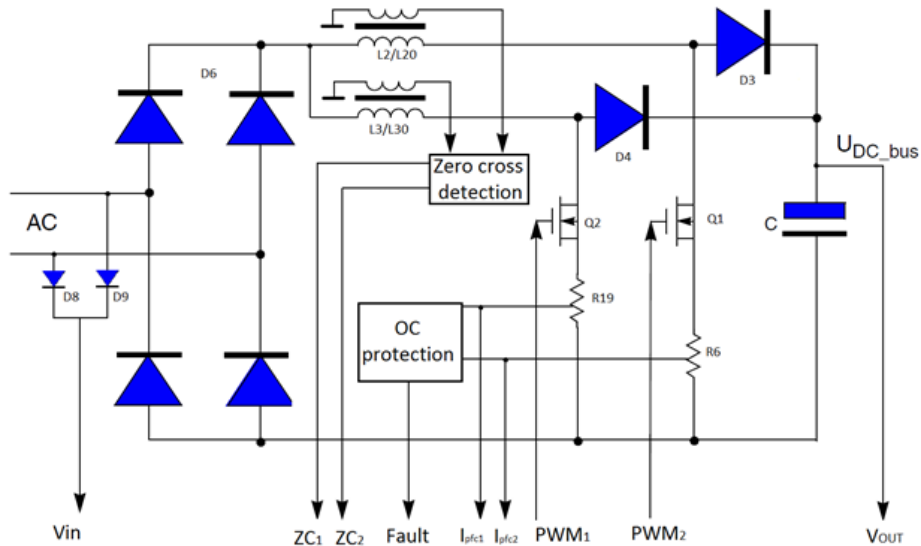 D6
L2/L20
D3
L3/L30
D4
Zero cross
detection
UDC_bus
AC
Q2
Q1
C
D8
D9
R19
OC
protection
R6
Vin
ZC1
ZC2
Fault
Ipfc1
Ipfc2
PWM1
PWM2
VOUT